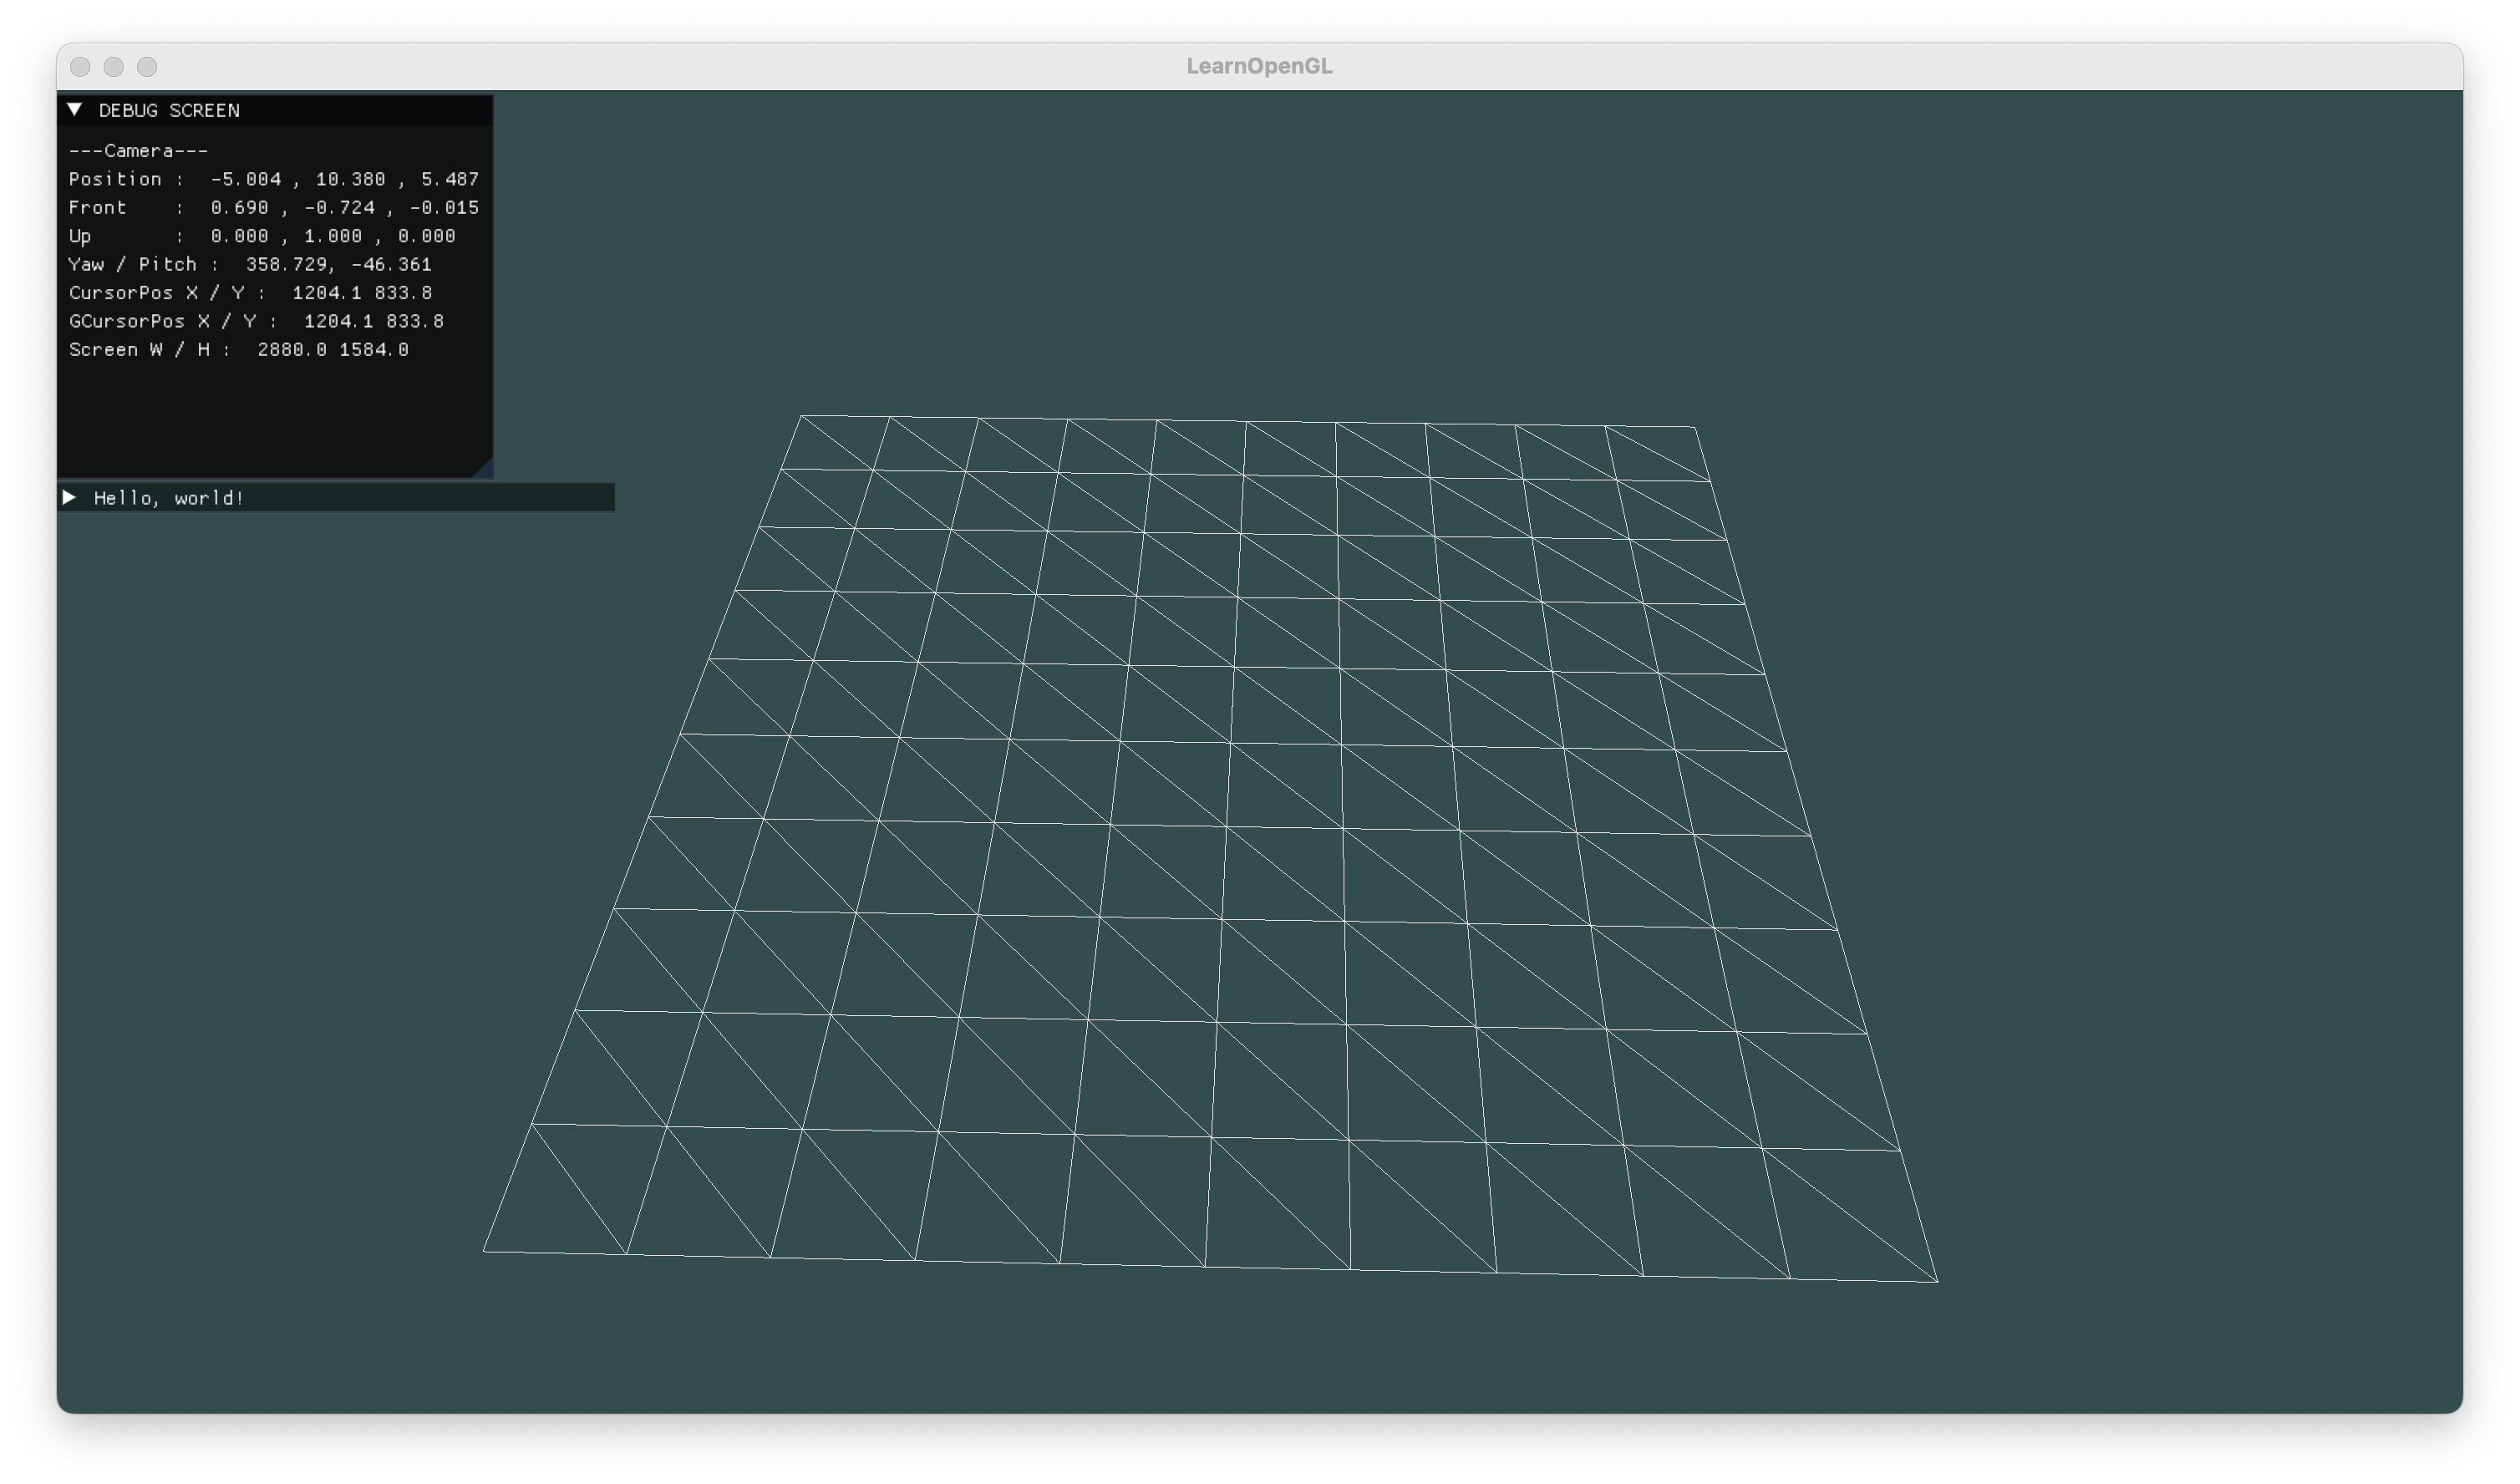 LearnOpenGL
DEBUG SCREEN
---Camera---
Position :  -5.004 , 10.380 , 5.487
Front    :  0.690 , -0.724 , -0.015
Up       :  0.000 , 1.000 , 0.000
Yaw / Pitch :  358.729, -46.361
CursorPos X / Y :  1204.1 833.8
GCursorPos X / Y :  1204.1 833.8
Screen W / H :  2880.0 1584.0
Hello, world!